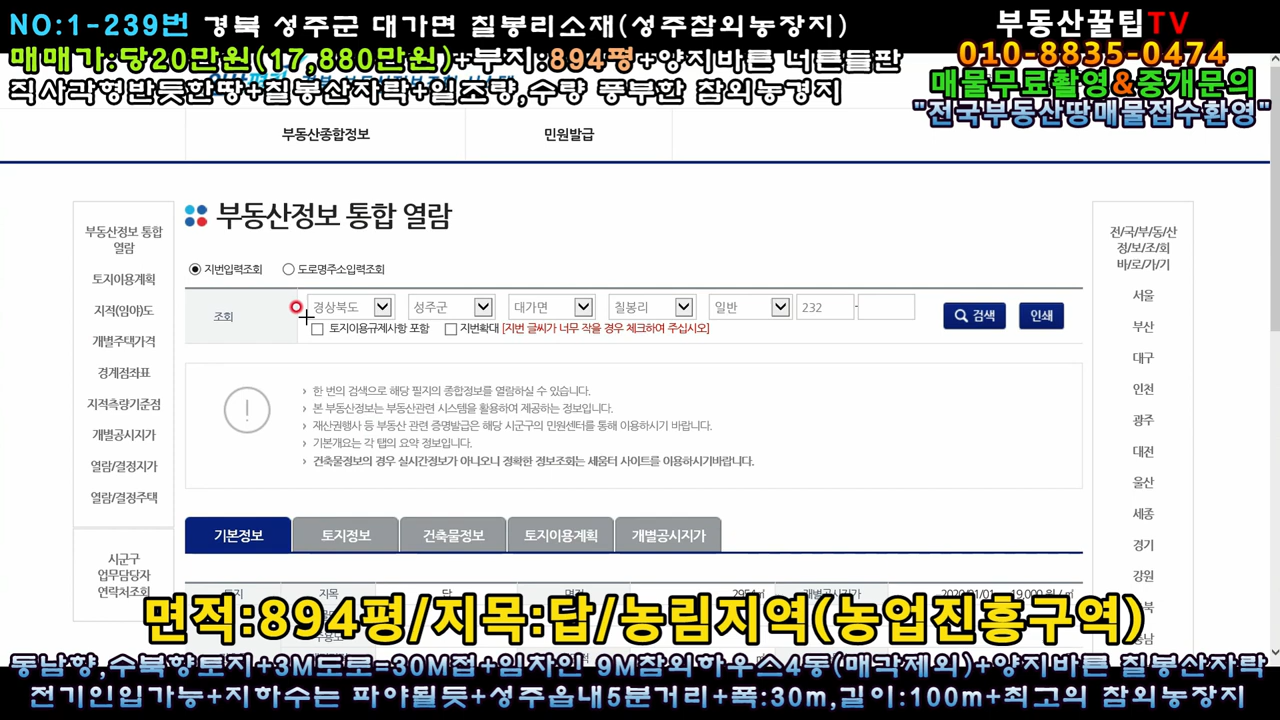 NO:1-239번 경북 성주군 대가면 칠봉리소재(성주참외농장지)
매매가:당20만원(17,880만원)+부지:894평+양지바른 너른들판
직사각형반듯한땅+칠봉산자락+일조량,수량 풍부한 참외농경지
부동산꿀팁TV
010-8835-0474
매물무료촬영&중개문의
"전국부동산땅매물접수환영"
부동산종합정보 민원발급
부동산정보 통합 열람
토지이용계획
지적(임야)도
개별주택가격
경계점좌표
지적측량기준점
개별공시지가
열람/결정지가
열람/결정주택
시군구
업무담당자
연락처조회
부동산정보 통합 열람
지번입력조회 도로명주소입력조회
조회 경상북도 성주군 대가면 칠봉리 일반 232 - 검색 인쇄
토지이용규제사항 포함 지번확대 [지번 글씨가 너무 작을 경우 체크하여 주십시오]
› 한 번의 검색으로 해당 필지의 종합정보를 열람하실 수 있습니다.
› 본 부동산정보는 부동산관련 시스템을 활용하여 제공하는 정보입니다.
› 재산권행사 등 부동산 관련 증명발급은 해당 시군구의 민원센터를 통해 이용하시기 바랍니다.
› 기본개요는 각 탭의 요약 정보입니다.
› 건축물정보의 경우 실시간정보가 아니오니 정확한 정보조회는 세움터 사이트를 이용하시기바랍니다.
기본정보 토지정보 건축물정보 토지이용계획 개별공시지가
지목 답 면적 2954㎡ 개별공시지가 2020/01/01 19,000 원/㎡
전/국/부/동/산
정/보/조/회
바/로/가/기
서울
부산
대구
인천
광주
대전
울산
세종
경기
강원
면적:894평/지목:답/농림지역(농업진흥구역)
동남향,수북향토지+3M도로=30M접+임차인 9M참외하우스4동(매각제외)+양지바른 칠봉산자락
전기인입가능+지하수는 파야될듯+성주읍내5분거리+폭:30m,길이:100m+최고의 참외농장지